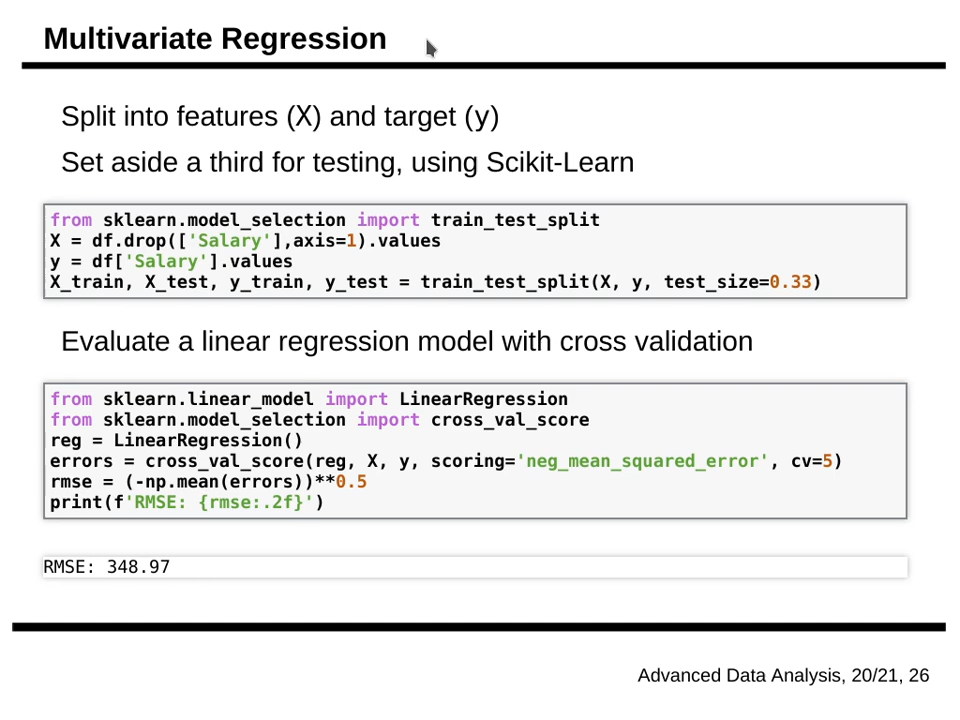 Multivariate Regression
Split into features (X) and target (y)
Set aside a third for testing, using Scikit-Learn
from sklearn.model_selection import train_test_split
X = df.drop(['Salary'],axis=1).values
y = df['Salary'].values
X_train, X_test, y_train, y_test = train_test_split(X, y, test_size=0.33)
Evaluate a linear regression model with cross validation
from sklearn.linear_model import LinearRegression
from sklearn.model_selection import cross_val_score
reg = LinearRegression()
errors = cross_val_score(reg, X, y, scoring='neg_mean_squared_error', cv=5)
rmse = (-np.mean(errors))**0.5
print(f'RMSE: {rmse:.2f}')
RMSE: 348.97
Advanced Data Analysis, 20/21, 26